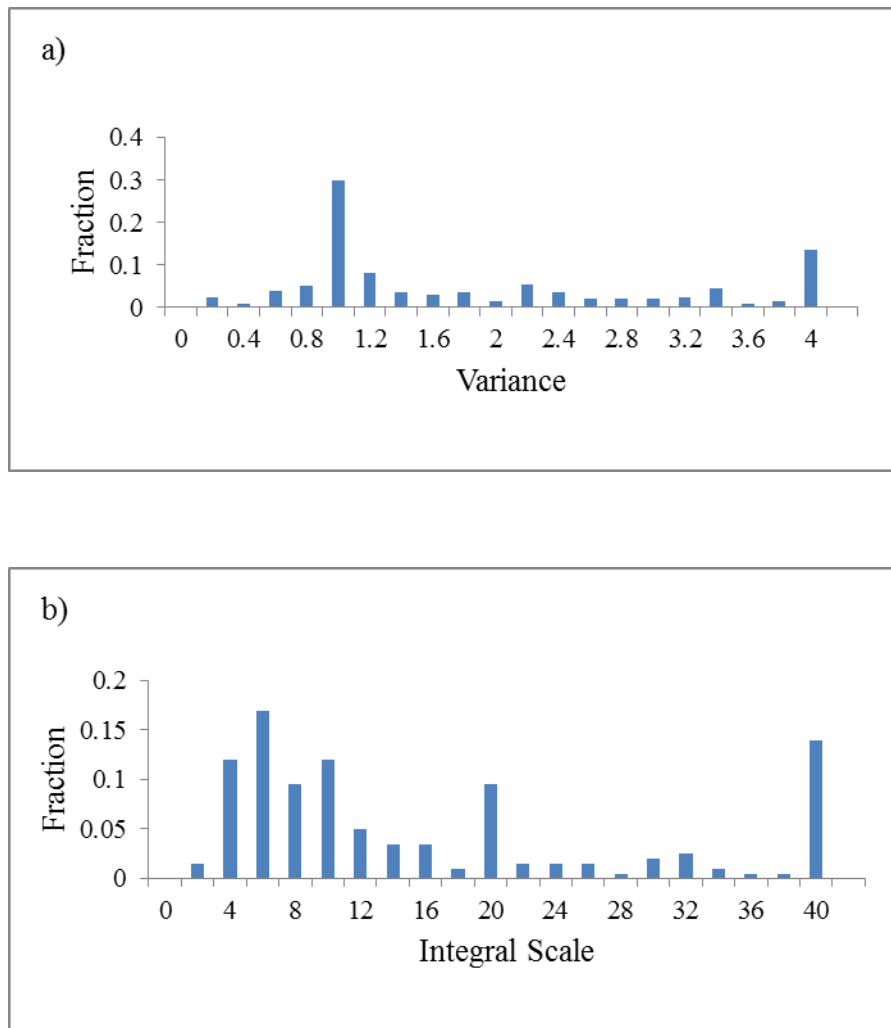 a)
0.4
0.3
0.2
0.1
0
Fraction
0 0.4 0.8 1.2 1.6 2 2.4 2.8 3.2 3.6 4
Variance
b)
0.2
0.15
0.1
0.05
0
Fraction
0 4 8 12 16 20 24 28 32 36 40
Integral Scale